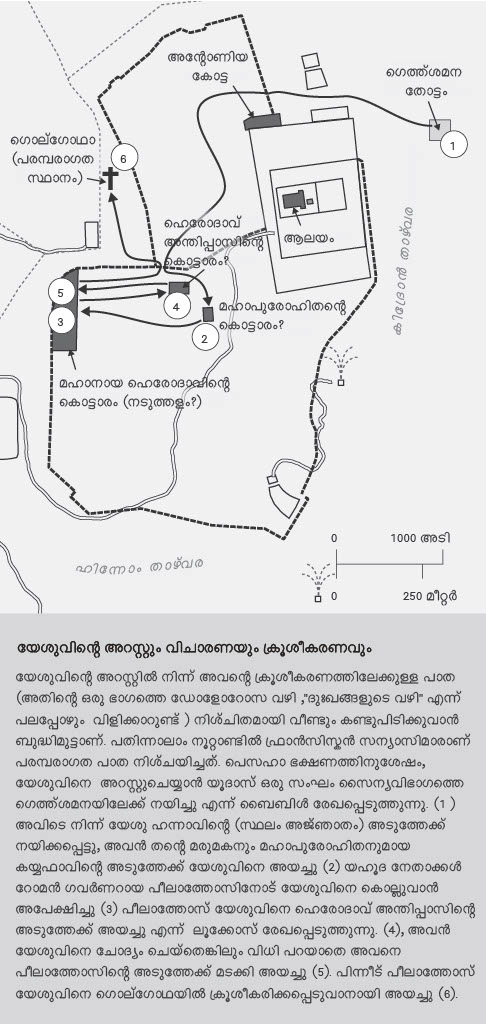 അന്റോണിയ
കോട്ട
ഗെത്ത്ശമന
തോട്ടം
1
ഗൊല്ഗോഥാ
(പരമ്പരാഗത
സ്ഥാനം)
6
ഹെരോദാവ്
അന്തിപ്പാസിന്റെ
കൊട്ടാരം?
ആലയം
കിദ്രോൻ താഴ്‌വര
5
4
3
മഹാപുരോഹിതന്റെ
കൊട്ടാരം?
2
മഹാനായ ഹെരോദാവിന്റെ
കൊട്ടാരം (നടുത്തളം?)
ഹിന്നോം താഴ്‌വര
0 1000 അടി
0 250 മീറ്റർ
യേശുവിന്റെ അറസ്റ്റും വിചാരണയും ക്രൂശീകരണവും
യേശുവിന്റെ അറസ്റ്റിൽ നിന്ന് അവന്റെ ക്രൂശീകരണത്തിലേക്കുള്ള പാത
(അതിന്റെ ഒരു ഭാഗത്തെ ഡോളോറോസ വഴി ,"ദുഃഖങ്ങളുടെ വഴി" എന്ന്
പലപ്പോഴും വിളിക്കാറുണ്ട് ) നിശ്ചിതമായി വീണ്ടും കണ്ടുപിടിക്കുവാൻ
ബുദ്ധിമുട്ടാണ്. പതിന്നാലാം നൂറ്റാണ്ടിൽ ഫ്രാൻസിസ്കൻ സന്യാസിമാരാണ്
പരമ്പരാഗത പാത നിശ്ചയിച്ചത്. പെസഹാ ഭക്ഷണത്തിനുശേഷം,
യേശുവിനെ അറസ്റ്റുചെയ്യാൻ യൂദാസ് ഒരു സംഘം സൈന്യവിഭാഗത്തെ
ഗെത്ത്ശമനയിലേക്ക് നയിച്ചു എന്ന് ബൈബിൾ രേഖപ്പെടുത്തുന്നു. (1 )
അവിടെ നിന്ന് യേശു ഹന്നാവിന്റെ (സ്ഥലം അജ്ഞാതം) അടുത്തേക്ക്
നയിക്കപ്പെട്ടു, അവൻ തന്റെ മരുമകനും മഹാപുരോഹിതനുമായ
കയ്യഫാവിന്റെ അടുത്തേക്ക് യേശുവിനെ അയച്ചു (2) യഹൂദ നേതാക്കൾ
റോമൻ ഗവർണറായ പീലാത്തോസിനോട് യേശുവിനെ കൊല്ലുവാൻ
അപേക്ഷിച്ചു (3) പീലാത്തോസ് യേശുവിനെ ഹെരോദാവ് അന്തിപ്പാസിന്റെ
അടുത്തേക്ക് അയച്ചു എന്ന് ലൂക്കോസ് രേഖപ്പെടുത്തുന്നു. (4), അവൻ
യേശുവിനെ ചോദ്യം ചെയ്തെങ്കിലും വിധി പറയാതെ അവനെ
പീലാത്തോസിന്റെ അടുത്തേക്ക് മടക്കി അയച്ചു (5). പിന്നീട് പീലാത്തോസ്
യേശുവിനെ ഗൊല്ഗോഥയിൽ ക്രൂശീകരിക്കപ്പെടുവാനായി അയച്ചു (6).